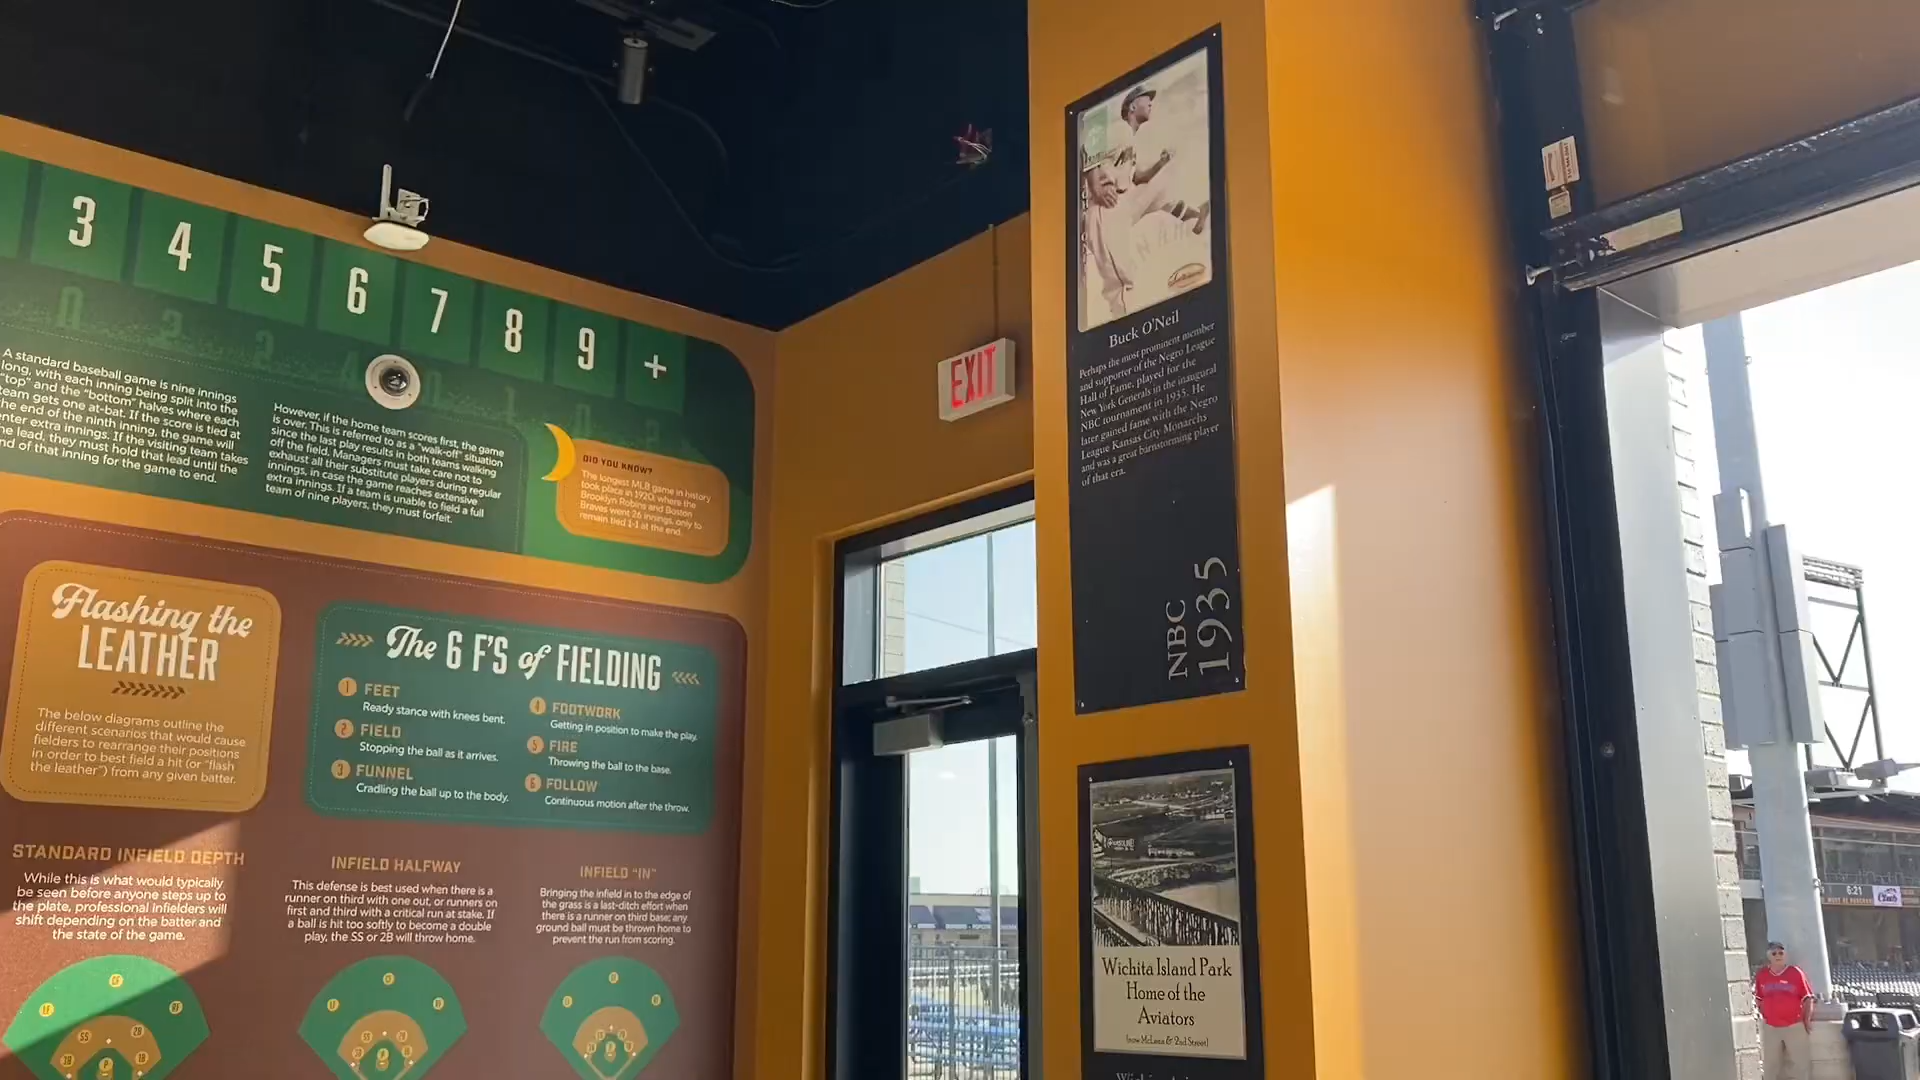 3 4 5 6 7 8 9 +
A standard baseball game is nine innings
long, with each inning being split into the
"top" and the "bottom" halves where each
team gets one at-bat. If the score is tied at
the end of the ninth inning, the game will
enter extra innings. If the visiting team takes
the lead, they must hold that lead until the
end of that inning for the game to end.
However, if the home team scores first, the game
is over. This is referred to as a "walk-off" situation
since the last play results in both teams walking
off the field. Managers must take care not to
exhaust all their substitute players during regular
innings, in case the game reaches extensive
extra innings. If a team is unable to field a full
team of nine players, they must forfeit.
DID YOU KNOW?
The longest MLB game in history
took place in 1920, where the
Brooklyn Robins and Boston
Braves went 26 innings, only to
remain tied 1-1 at the end.
EXIT
Flashing the
LEATHER
The below diagrams outline the
different scenarios that would cause
fielders to rearrange their positions
in order to best field a hit (or "flash
the leather") from any given batter.
The 6 F'S of FIELDING
1 FEET
Ready stance with knees bent.
2 FIELD
Stopping the ball as it arrives.
3 FUNNEL
Cradling the ball up to the body.
4 FOOTWORK
Getting in position to make the play.
5 FIRE
Throwing the ball to the base.
6 FOLLOW
Continuous motion after the throw.
STANDARD INFIELD DEPTH
While this is what would typically
be seen before anyone steps up to
the plate, professional infielders will
shift depending on the batter and
the state of the game.
INFIELD HALFWAY
This defense is best used when there is a
runner on third with one out, or runners on
first and third with a critical run at stake. If
a ball is hit too softly to become a double
play, the SS or 2B will throw home.
INFIELD "IN"
Bringing the infield in to the edge of
the grass is a last-ditch effort when
there is a runner on third base; any
ground ball must be thrown home to
prevent the run from scoring.
CF
LF
RF
SS
2B
3B
1B
P
Buck O'Neil
Perhaps the most prominent member
and supporter of the Negro League
Hall of Fame, played for the
New York Generals in the inaugural
NBC tournament in 1935. He
later gained fame with the Negro
League Kansas City Monarchs
and was a great barnstorming player
of that era.
NBC
1935
Wichita Island Park
Home of the
Aviators
(now McLean & 2nd Street)
6:21